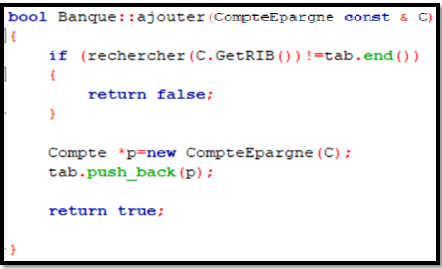 bool Banque::ajouter(CompteEpargne const & C)
{
if (rechercher(C.GetRIB())!=tab.end())
{
return false;
}
Compte *p=new CompteEpargne(C);
tab.push_back(p);
return true;
}